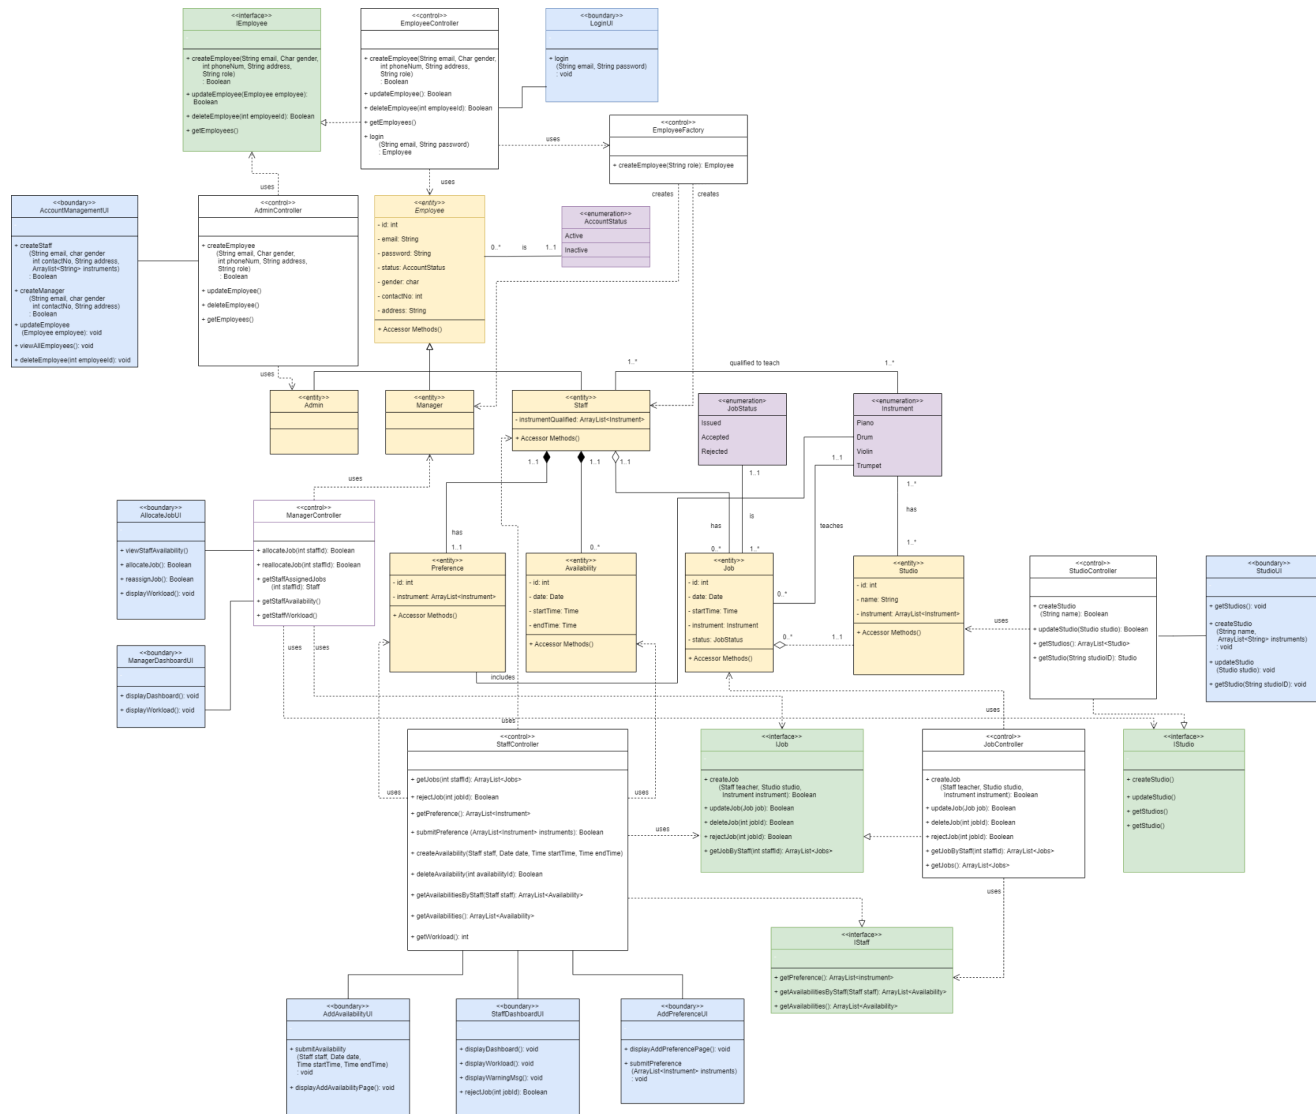 <<interface>>
IEmployee
+ createEmployee(String email, Char gender,
int phoneNum, String address,
String role)
: Boolean
+ updateEmployee(Employee employee):
Boolean
+ deleteEmployee(int employeeId): Boolean
+ getEmployees()
<<control>>
EmployeeController
+ createEmployee(String email, Char gender,
int phoneNum, String address,
String role)
: Boolean
+ updateEmployee(): Boolean
+ deleteEmployee(int employeeId): Boolean
+ getEmployees()
+ login
(String email, String password)
: Employee
<<boundary>>
LoginUI
+ login
(String email, String password)
: void
uses
<<control>>
EmployeeFactory
+ createEmployee(String role): Employee
uses
uses
creates
creates
<<boundary>>
AccountManagementUI
+ createStaff
(String email, char gender
int contactNo, String address,
Arraylist<String> instruments)
: Boolean
+ createManager
(String email, char gender
int contactNo, String address)
: Boolean
+ updateEmployee
(Employee employee): void
+ viewAllEmployees(): void
+ deleteEmployee(int employeeId): void
<<control>>
AdminController
+ createEmployee
(String email, Char gender,
int phoneNum, String address,
String role)
: Boolean
+ updateEmployee()
+ deleteEmployee()
+ getEmployees()
<<entity>>
Employee
- id: int
- email: String
- password: String
- status: AccountStatus
- gender: char
- contactNo: int
- address: String
+ Accessor Methods()
0..*
is
1..1
<<enumeration>>
AccountStatus
Active
Inactive
uses
1..*
qualified to teach
1..*
<<entity>>
Admin
<<entity>>
Manager
<<entity>>
Staff
- instrumentQualified: ArrayList<Instrument>
+ Accessor Methods()
<<enumeration>
JobStatus
Issued
Accepted
Rejected
<<enumeration>>
Instrument
Piano
Drum
Violin
Trumpet
1..1
1..1
1..1
1..1
1..1
1..*
uses
has
1..1
0..*
has
is
0..*
1..*
teaches
has
1..*
<<boundary>>
AllocateJobUI
+ viewStaffAvailability()
+ allocateJob(): Boolean
+ reassignJob(): Boolean
+ displayWorkload(): void
<<control>>
ManagerController
+ allocateJob(int staffId): Boolean
+ reallocateJob(int staffId): Boolean
+ getStaffAssignedJobs
(int staffId): Staff
+ getStaffAvailability()
+ getStaffWorkload()
<<entity>>
Preference
- id: int
- instrument: ArrayList<Instrument>
+ Accessor Methods()
<<entity>>
Availability
- id: int
- date: Date
- startTime: Time
- endTime: Time
+ Accessor Methods()
<<entity>>
Job
- id: int
- date: Date
- startTime: Time
- instrument: Instrument
- status: JobStatus
+ Accessor Methods()
0..*
0..*
1..1
<<entity>>
Studio
- id: int
- name: String
- instrument: ArrayList<Instrument>
+ Accessor Methods()
uses
<<control>>
StudioController
+ createStudio
(String name): Boolean
+ updateStudio(Studio studio): Boolean
+ getStudios(): ArrayList<Studio>
+ getStudio(String studioID): Studio
<<boundary>>
StudioUI
+ getStudios(): void
+ createStudio
(String name,
ArrayList<String> instruments)
: void
+ updateStudio
(Studio studio): void
+ getStudio(String studioID): void
<<boundary>>
ManagerDashboardUI
+ displayDashboard(): void
+ displayWorkload(): void
uses
uses
includes
uses
uses
<<control>>
StaffController
+ getJobs(int staffId): ArrayList<Jobs>
+ rejectJob(int jobId): Boolean
+ getPreference(): ArrayList<Instrument>
+ submitPreference (ArrayList<Instrument> instruments): Boolean
+ createAvailability(Staff staff, Date date, Time startTime, Time endTime)
+ deleteAvailability(int availabilityId): Boolean
+ getAvailabilitiesByStaff(Staff staff): ArrayList<Availability>
+ getAvailabilities(): ArrayList<Availability>
+ getWorkload(): int
uses
uses
uses
<<interface>>
IJob
+ createJob
(Staff teacher, Studio studio,
Instrument instrument): Boolean
+ updateJob(Job job): Boolean
+ deleteJob(int jobId): Boolean
+ rejectJob(int jobId): Boolean
+ getJobByStaff(int staffId): ArrayList<Jobs>
<<control>>
JobController
+ createJob
(Staff teacher, Studio studio,
Instrument instrument): Boolean
+ updateJob(Job job): Boolean
+ deleteJob(int jobId): Boolean
+ rejectJob(int jobId): Boolean
+ getJobByStaff(int staffId): ArrayList<Jobs>
+ getJobs(): ArrayList<Jobs>
<<interface>>
IStudio
+ createStudio()
+ updateStudio()
+ getStudios()
+ getStudio()
uses
<<interface>>
IStaff
+ getPreference(): ArrayList<instrument>
+ getAvailabilitiesByStaff(Staff staff): ArrayList<Availability>
+ getAvailabilities(): ArrayList<Availability>
<<boundary>>
AddAvailabilityUI
+ submitAvailability
(Staff staff, Date date,
Time startTime, Time endTime)
: void
+ displayAddAvailabilityPage(): void
<<boundary>>
StaffDashboardUI
+ displayDashboard(): void
+ displayWorkload(): void
+ displayWarningMsg(): void
+ rejectJob(int jobId): Boolean
<<boundary>>
AddPreferenceUI
+ displayAddPreferencePage(): void
+ submitPreference
(ArrayList<Instrument> instruments)
: void